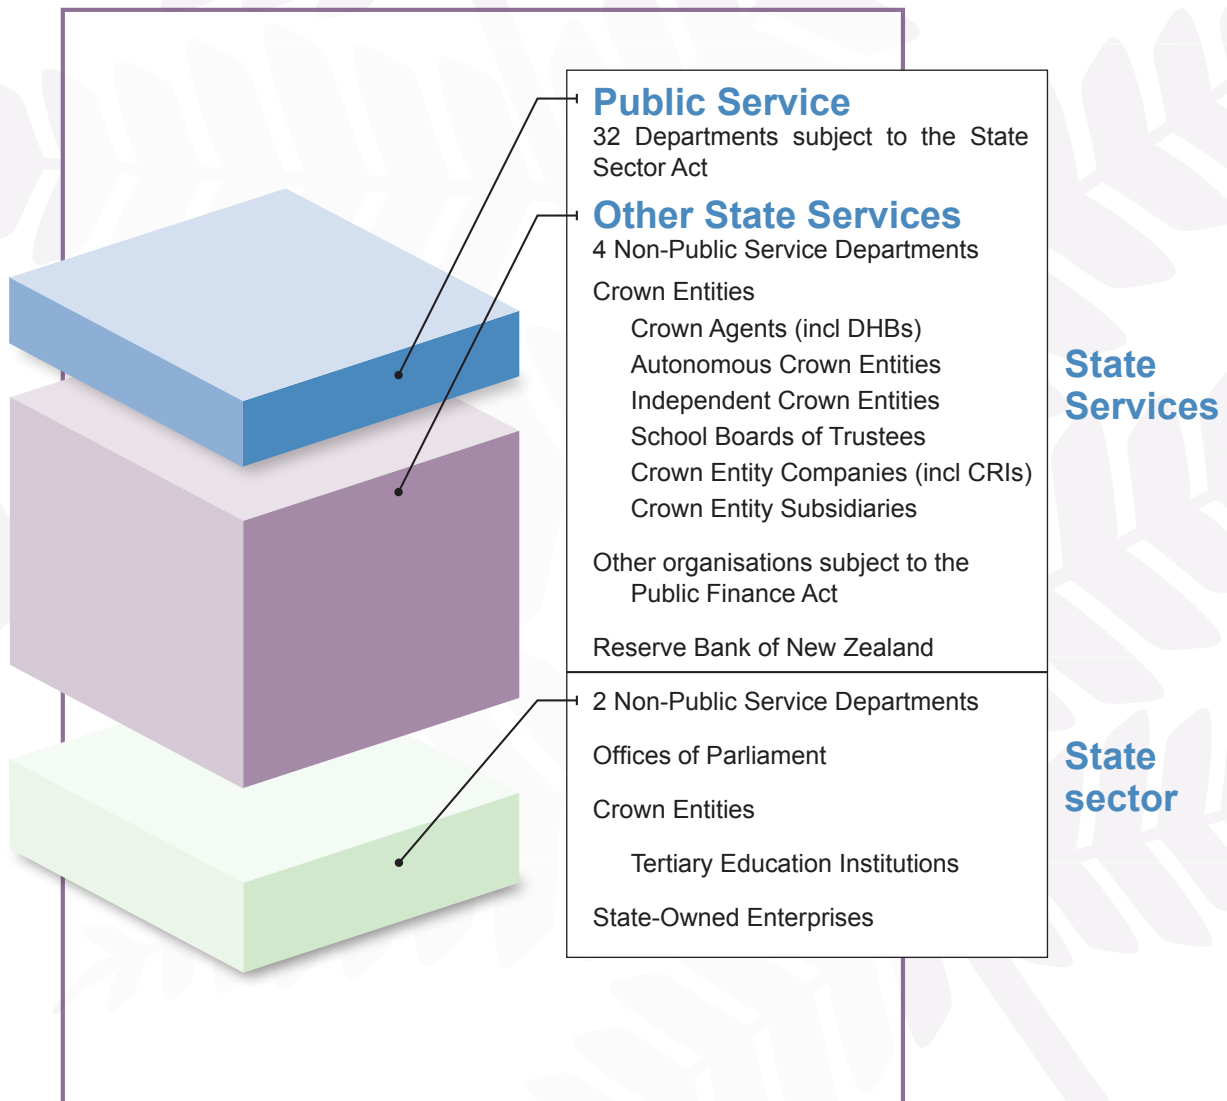 Public Service
32 Departments subject to the State
Sector Act
Other State Services
4 Non-Public Service Departments
Crown Entities
Crown Agents (incl DHBs)
Autonomous Crown Entities
Independent Crown Entities
School Boards of Trustees
Crown Entity Companies (incl CRIs)
Crown Entity Subsidiaries
Other organisations subject to the
Public Finance Act
Reserve Bank of New Zealand
State
Services
2 Non-Public Service Departments
Offices of Parliament
Crown Entities
Tertiary Education Institutions
State-Owned Enterprises
State
sector